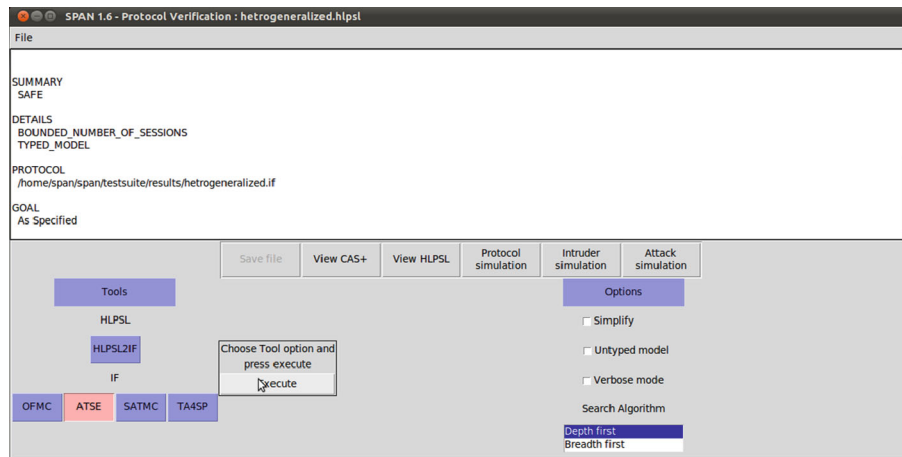 SPAN 1.6 - Protocol Verification : hetrogeneralized.hlpsl
File
SUMMARY
SAFE
DETAILS
BOUNDED_NUMBER_OF_SESSIONS
TYPED_MODEL
PROTOCOL
/home/span/span/testsuite/results/hetrogeneralized.if
GOAL
As Specified
Save file
View CAS+
View HLPSL
Protocol
simulation
Intruder
simulation
Attack
simulation
Tools
HLPSL
HLPSL2IF
IF
OFMC
ATSE
SATMC
TA4SP
Choose Tool option and
press execute
Execute
Options
Simplify
Untyped model
Verbose mode
Search Algorithm
Depth first
Breadth first